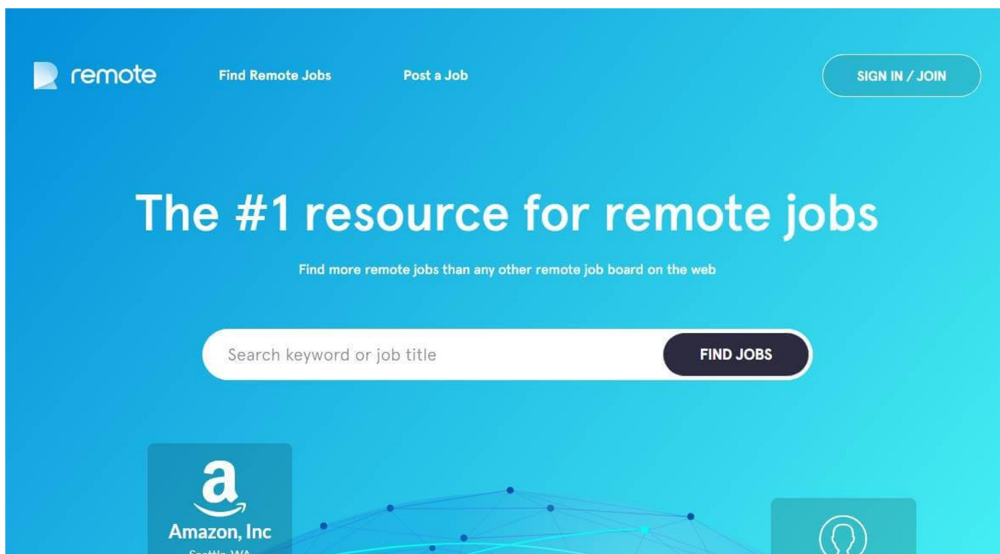 remote
Find Remote Jobs
Post a Job
SIGN IN / JOIN
The #1 resource for remote jobs
Find more remote jobs than any other remote job board on the web
Search keyword or job title
FIND JOBS
a
Amazon, Inc